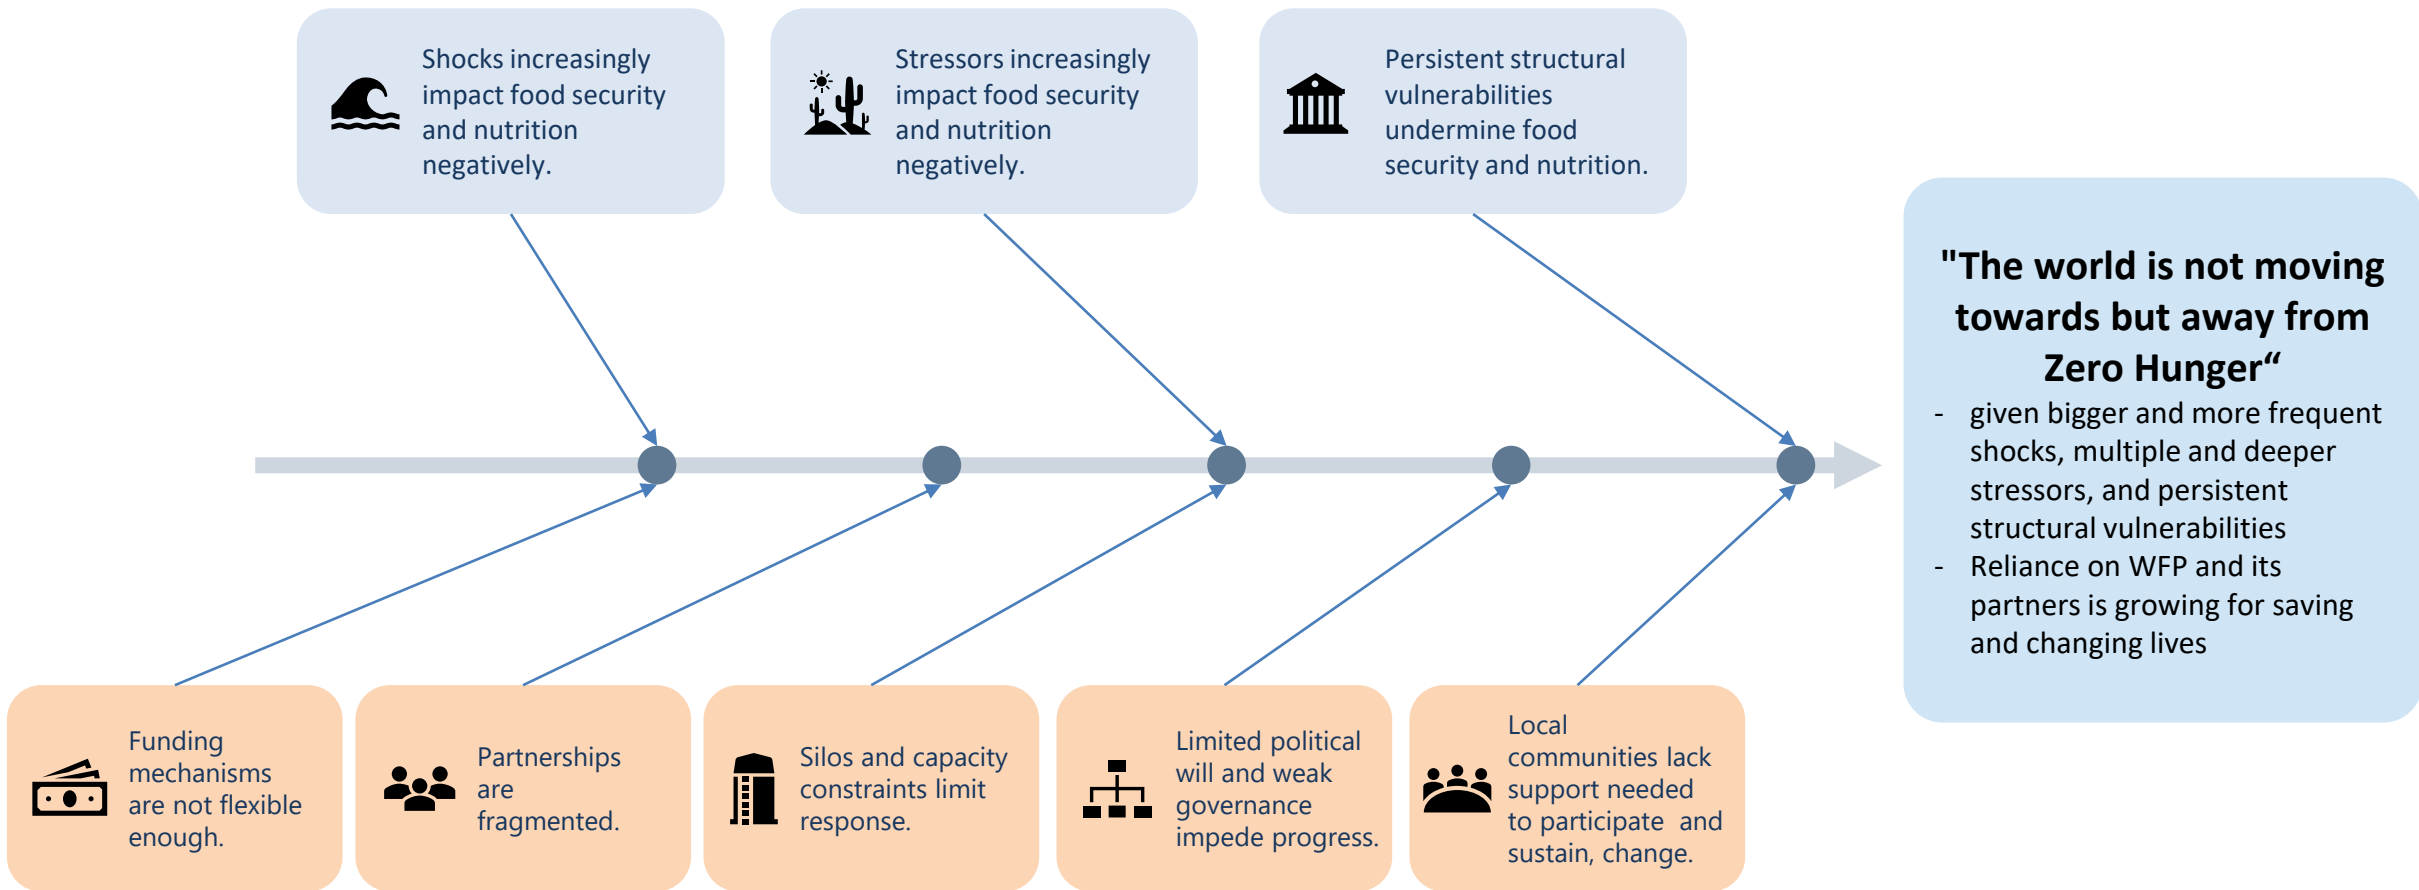 Shocks increasingly
impact food security
and nutrition
negatively.
Stressors increasingly
impact food security
and nutrition
negatively.
Persistent structural
vulnerabilities
undermine food
security and nutrition.
"The world is not moving
towards but away from
Zero Hunger“
- given bigger and more frequent
shocks, multiple and deeper
stressors, and persistent
structural vulnerabilities
- Reliance on WFP and its
partners is growing for saving
and changing lives
Funding
mechanisms
are not flexible
enough.
Partnerships
are
fragmented.
Silos and capacity
constraints limit
response.
Limited political
will and weak
governance
impede progress.
Local
communities lack
support needed
to participate  and
sustain, change.